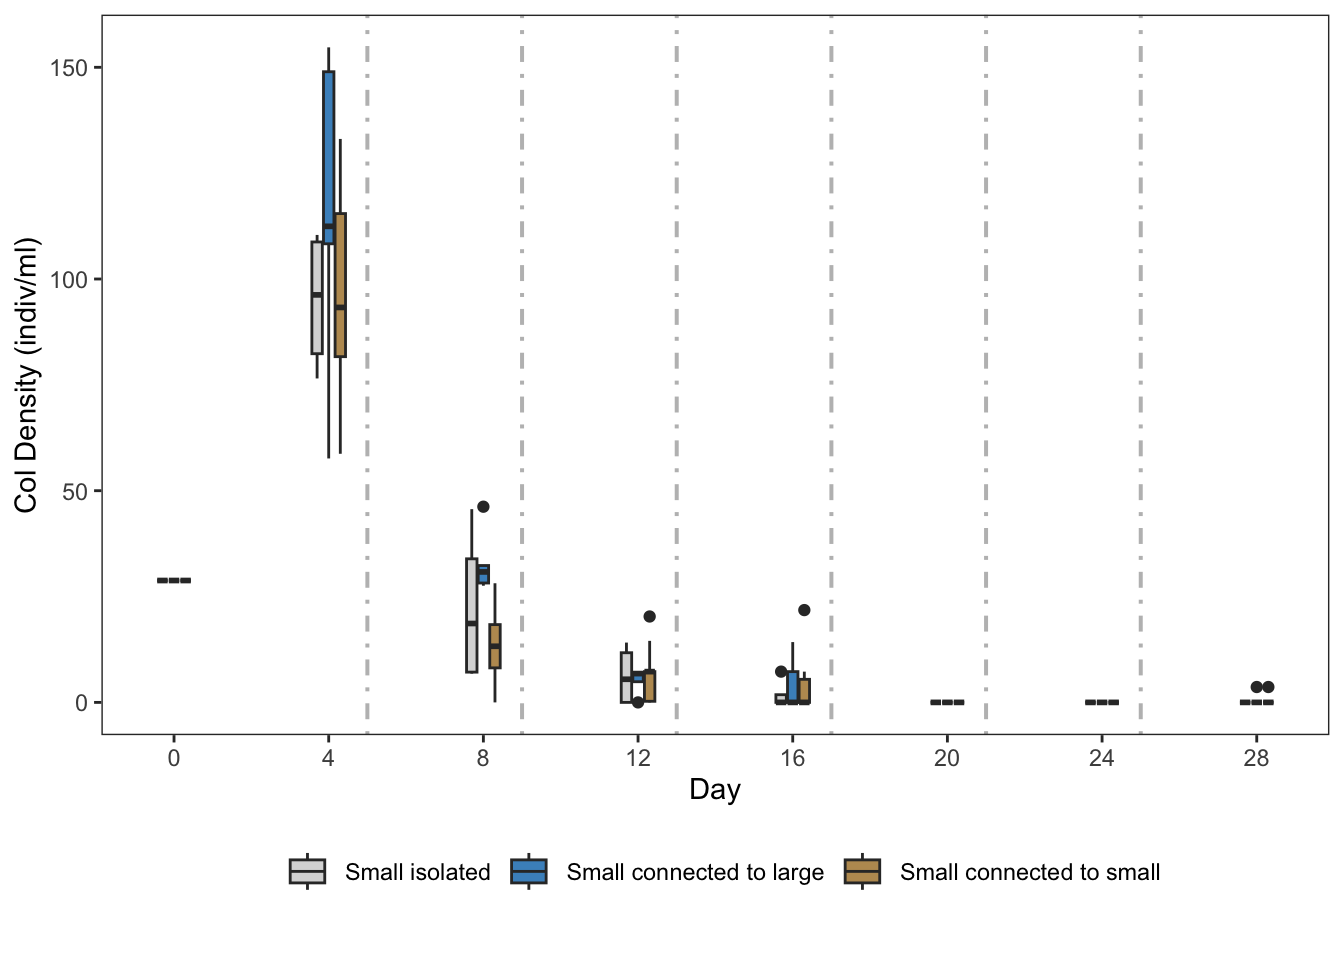 Col Density (indiv/ml)
150
100
50
0
0 4 8 12 16 20 24 28
Day
Small isolated Small connected to large Small connected to small